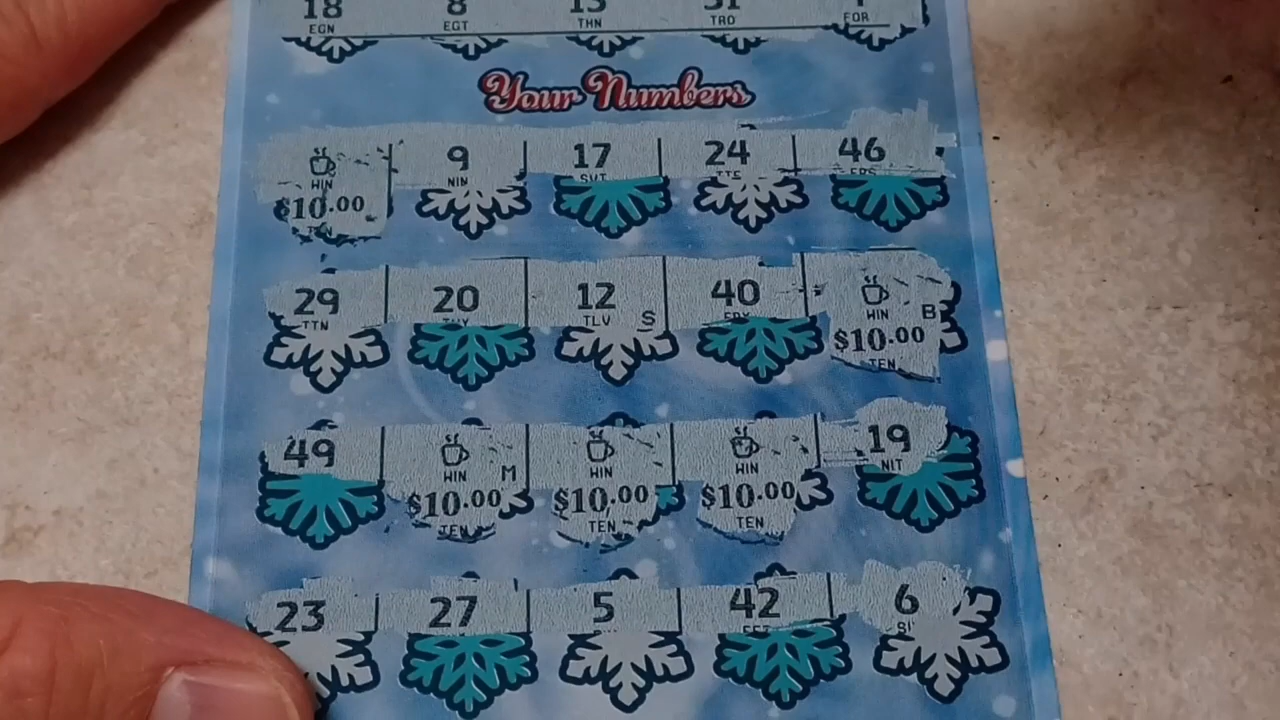 18 8 13 31
EGN EGT THN TRO FOR
Your Numbers
9 17 24 46
WIN NIN SVT
$10.00
TEN
29 20 12 40
TTN TLV S WIN B
$10.00
TEN
49 19
WIN M WIN WIN NIT
$10.00 $10.00 $10.00
TEN TEN TEN
23 27 5 42 6